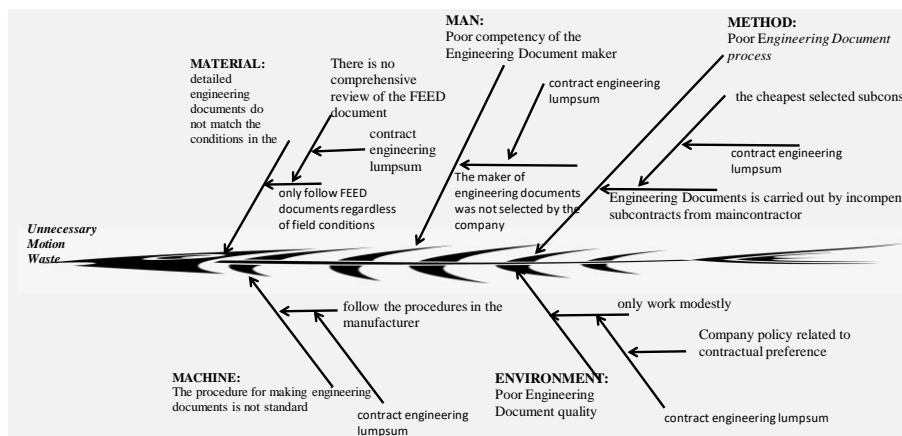 MAN:
Poor competency of the
Engineering Document maker
METHOD:
Poor Engineering Document
process
MATERIAL:
detailed
engineering
documents do
not match the
conditions in the
There is no
comprehensive
review of the FEED
document
contract
engineering
lumpsum
only follow FEED
documents regardless
of field conditions
contract engineering
lumpsum
The maker of
engineering documents
was not selected by the
company
the cheapest selected subcons
contract engineering
lumpsum
Engineering Documents is carried out by incompen
subcontracts from maincontractor
Unnecessary
Motion
Waste
follow the procedures in the
manufacturer
MACHINE:
The procedure for making engineering
documents is not standard
contract engineering
lumpsum
only work modestly
Company policy related to
contractual preference
ENVIRONMENT:
Poor Engineering
Document quality
contract engineering lumpsum